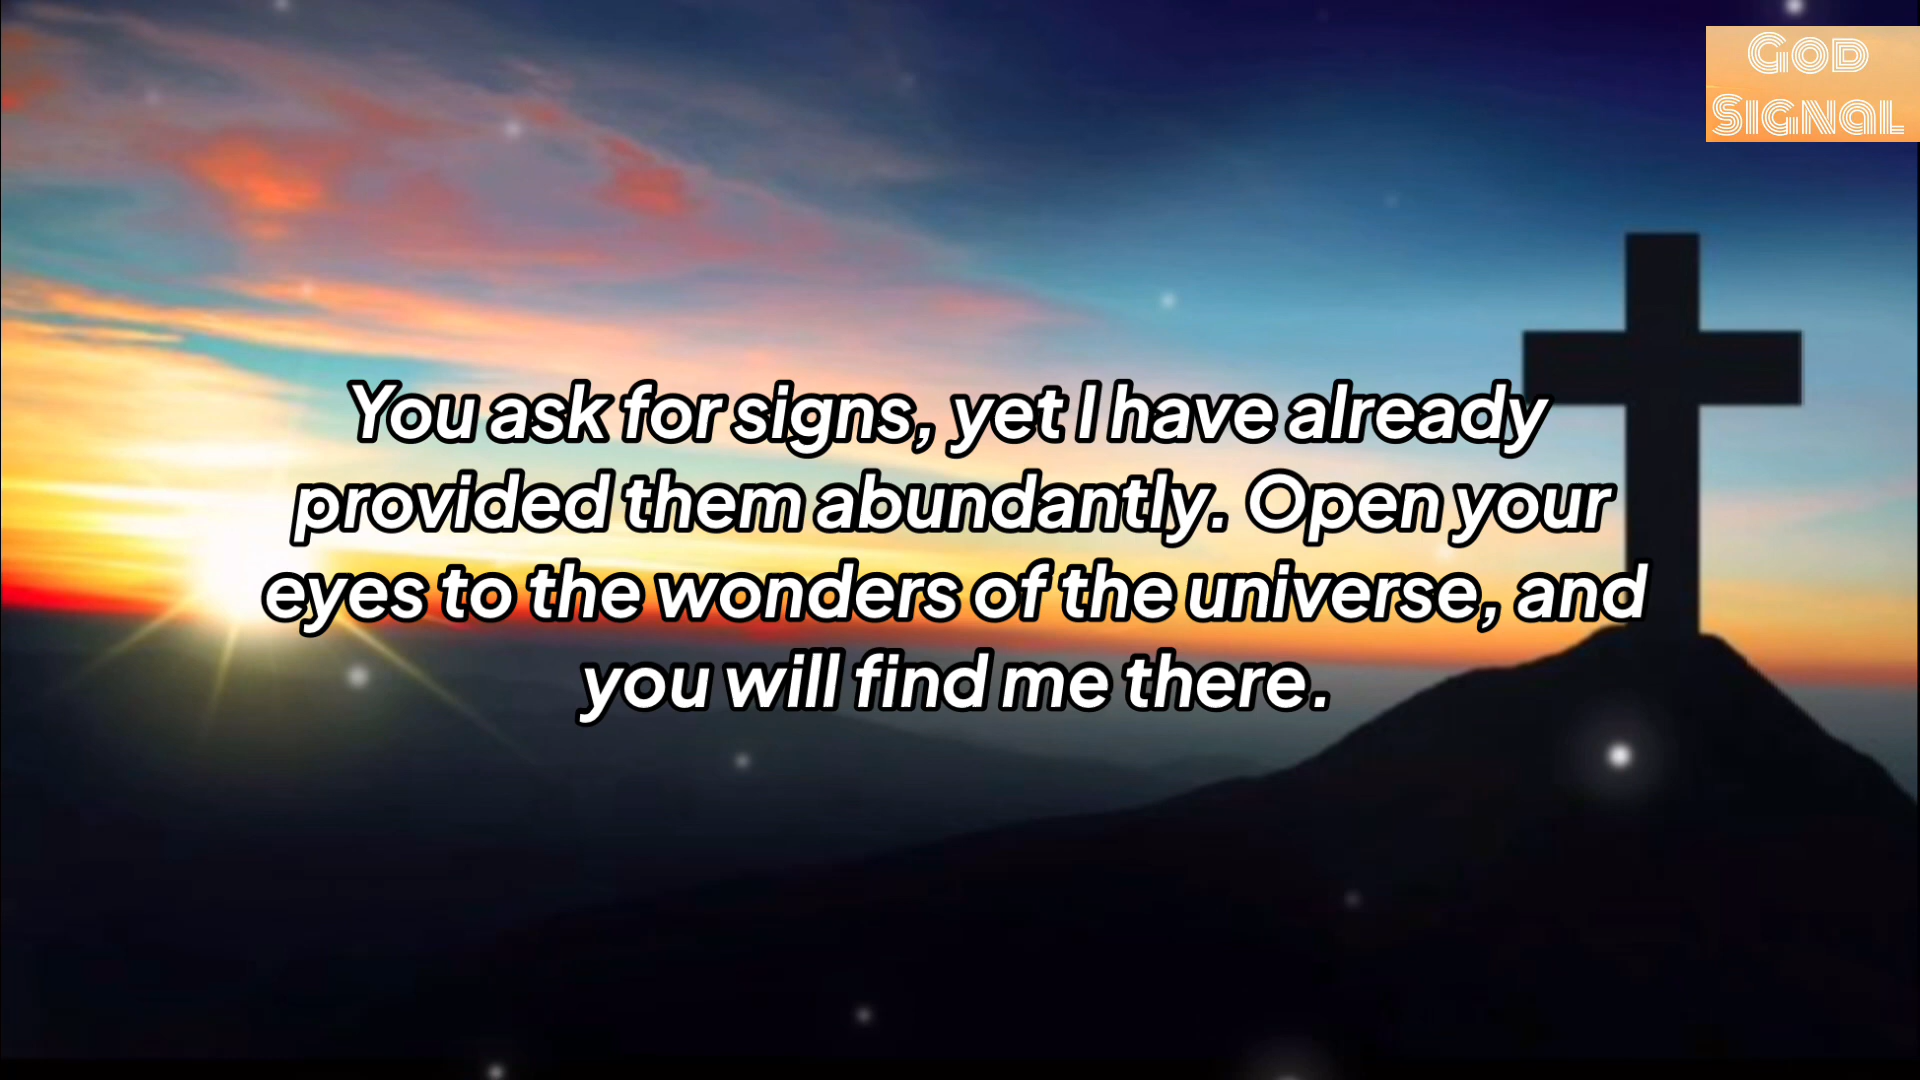 God
Signal
You ask for signs, yet I have already
provided them abundantly. Open your
eyes to the wonders of the universe, and
you will find me there.